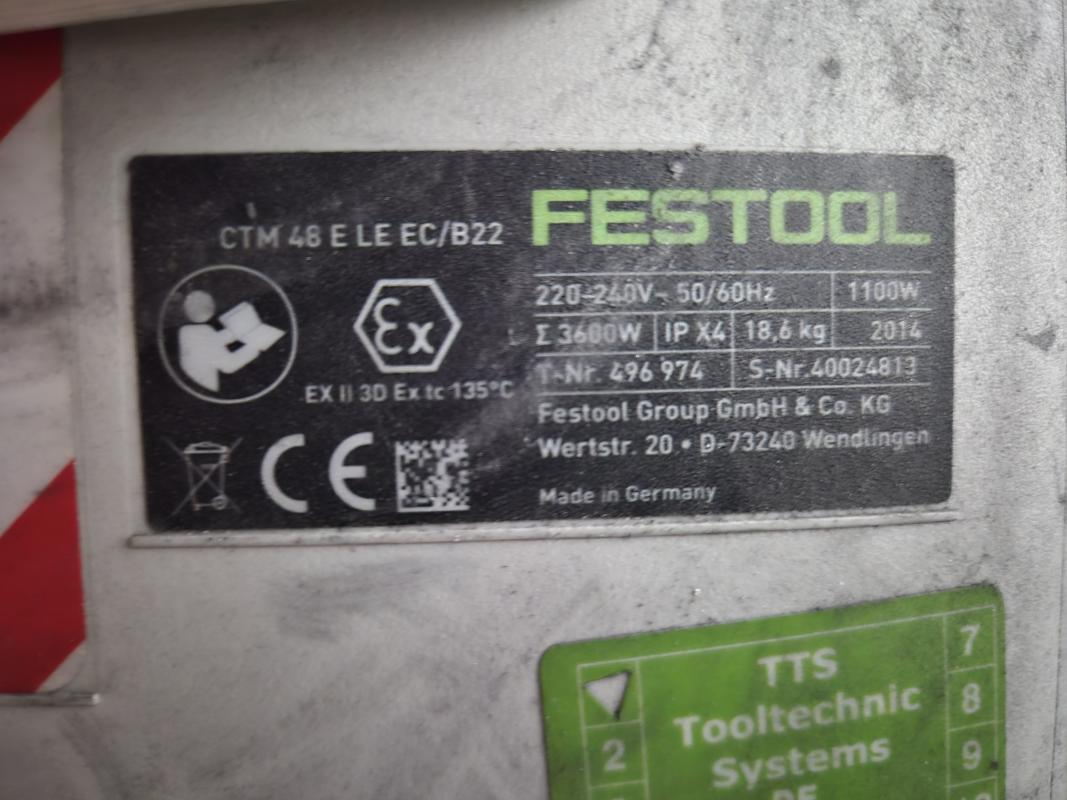 FESTOOL
CTM 48 E LE EC/B22
220-240V~ 50/60Hz 1100W
Σ 3600W IP X4 18,6 kg 2014
T-Nr. 496 974 S-Nr.40024813
Ex
EX II 3D Ex tc 135°C
Festool Group GmbH & Co. KG
Wertstr. 20 • D-73240 Wendlingen
CE
Made in Germany
TTS
Tooltechnic
Systems
DE
2
7
8
9